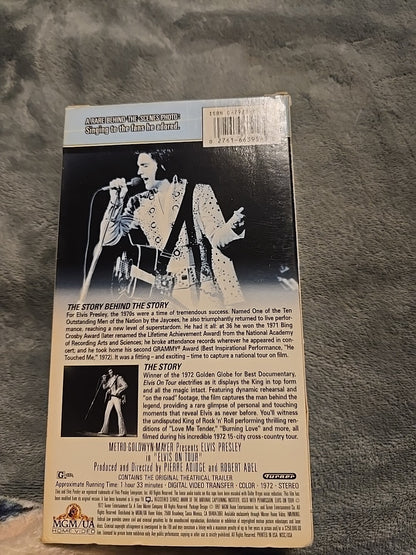 A RARE BEHIND-THE-SCENES PHOTO:
Singing to the fans he adored.
ISBN 0-7
8 27616-66395
THE STORY BEHIND THE STORY
For Elvis Presley, the 1970s were a time of tremendous success. Named One of the Ten
Outstanding Men of the Nation by the Jaycees, he also triumphantly returned to live perfor-
mance, reaching a new level of superstardom. He had it all: at 36 he won the 1971 Bing
Crosby Award (later renamed the Lifetime Achievement Award) from the National Academy
of Recording Arts and Sciences; he broke attendance records wherever he appeared in con-
cert; and he took home his second GRAMMY® Award (Best Inspirational Performance, "He
Touched Me," 1972). It was a fitting – and exciting – time to capture a national tour on film.
THE STORY
Winner of the 1972 Golden Globe for Best Documentary,
Elvis On Tour electrifies as it displays the King in top form
and all the magic intact. Featuring dynamic rehearsal and
"on the road" footage, the film captures the man behind the
legend, providing a rare glimpse of personal and touching
moments that reveal Elvis as never before. You'll witness
the undisputed King of Rock 'n' Roll performing thrilling ren-
ditions of "Love Me Tender," "Burning Love" and more, all
filmed during his incredible 1972 15-city cross-country tour.
METRO-GOLDWYN-MAYER Presents ELVIS PRESLEY
in "ELVIS ON TOUR"
Produced and Directed by PIERRE ADIDGE and ROBERT ABEL
CONTAINS THE ORIGINAL THEATRICAL TRAILER
Approximate Running Time: 1 hour 33 minutes · DIGITAL VIDEO TRANSFER · COLOR · 1972 · STEREO
MGM/UA
HOME VIDEO